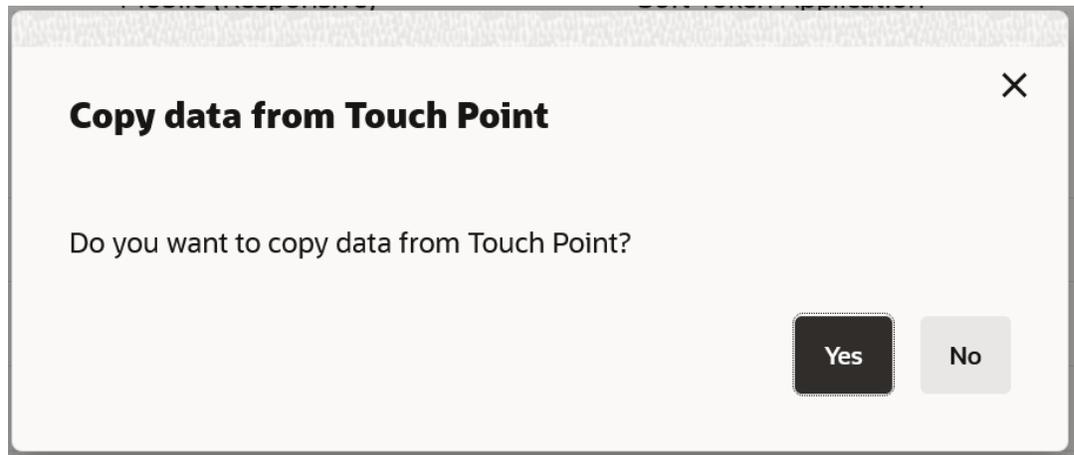 Copy data from Touch Point
Do you want to copy data from Touch Point?
Yes No